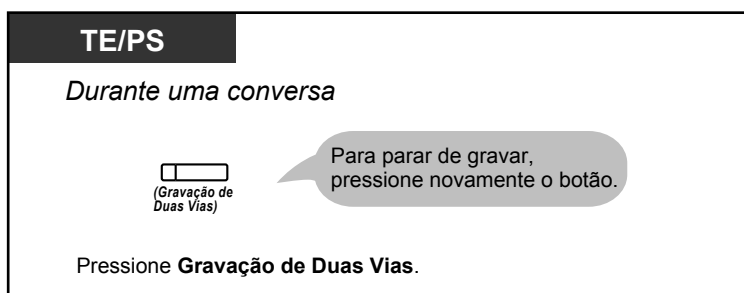 TE/PS
Durante uma conversa
Para parar de gravar,
pressione novamente o botão.
(Gravação de
Duas Vias)
Pressione Gravação de Duas Vias.